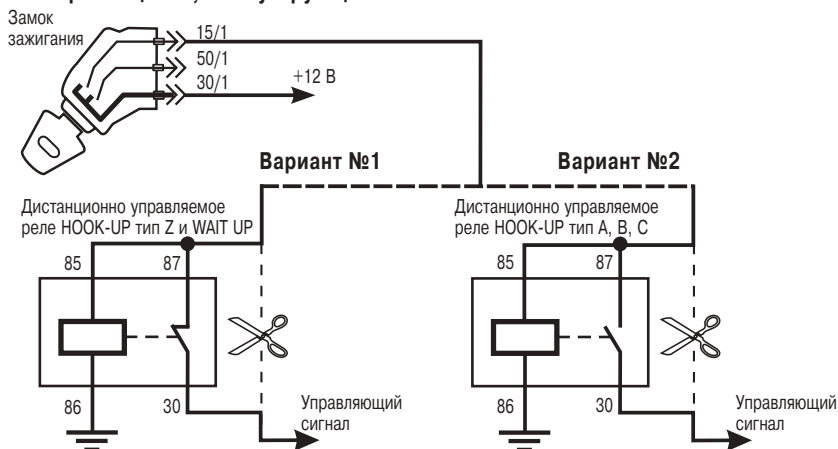 Замок
зажигания
15/1
50/1
30/1
+12 В
Вариант №1
Вариант №2
Дистанционно управляемое
реле HOOK-UP тип Z и WAIT UP
85
87
86
30
Управляющий
сигнал
Дистанционно управляемое
реле HOOK-UP тип A, B, C
85
87
86
30
Управляющий
сигнал